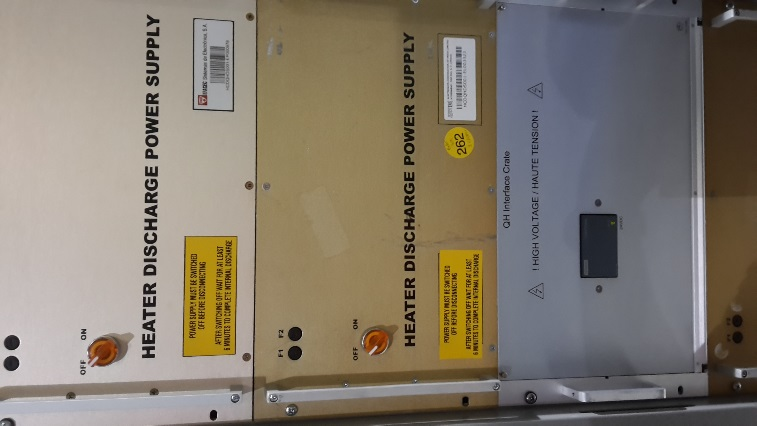 HEATER DISCHARGE POWER SUPPLY
POWER SUPPLY MUST BE SWITCHED
OFF BEFORE DISCONNECTING
AFTER SWITCHING OFF WAIT FOR AT LEAST
6 MINUTES TO COMPLETE INTERNAL DISCHARGE
OFF
ON
HEATER DISCHARGE POWER SUPPLY
262
POWER SUPPLY MUST BE SWITCHED
OFF BEFORE DISCONNECTING
AFTER SWITCHING OFF WAIT FOR AT LEAST
6 MINUTES TO COMPLETE INTERNAL DISCHARGE
F1 F2
OFF
ON
QH Interface Crate
! HIGH VOLTAGE / HAUTE TENSION !